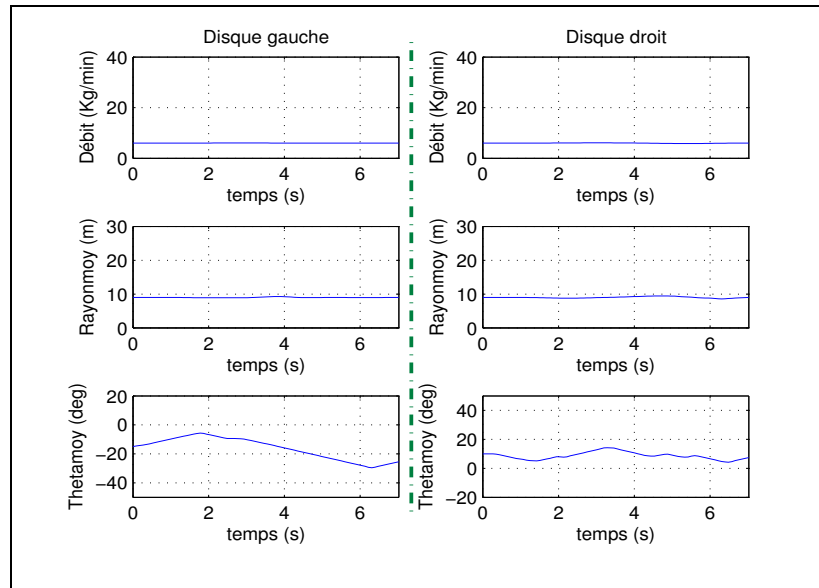 Disque gauche
Débit (Kg/min)
40
20
0
0 2 4 6
temps (s)
Disque droit
Débit (Kg/min)
40
20
0
0 2 4 6
temps (s)
Rayonmoy (m)
30
20
10
0
0 2 4 6
temps (s)
Rayonmoy (m)
30
20
10
0
0 2 4 6
temps (s)
Thetamoy (deg)
20
0
−20
−40
0 2 4 6
temps (s)
Thetamoy (deg)
40
20
0
−20
0 2 4 6
temps (s)